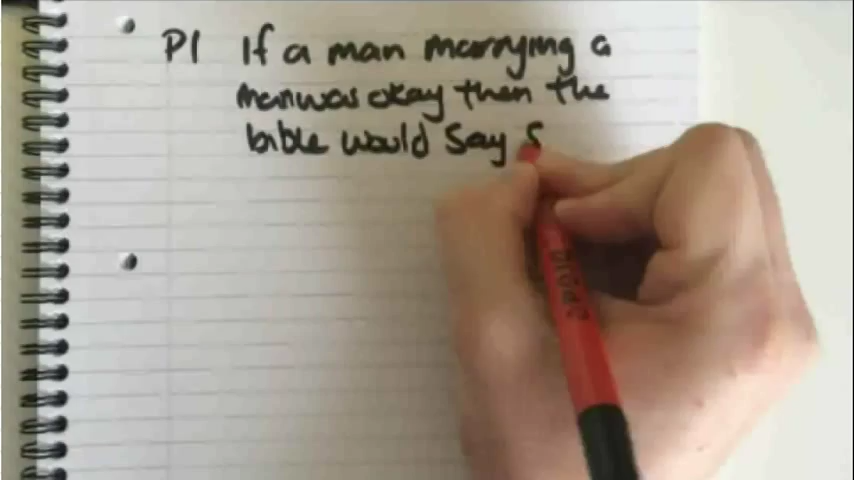 P1 If a man marrying a
man was okay then the
bible would say s